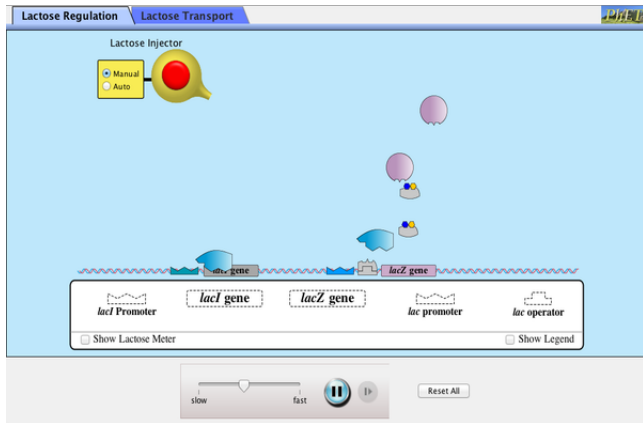 Lactose Regulation
Lactose Transport
PhET
Lactose Injector
Manual
Auto
gene
lacZ gene
lacI Promoter
lacI gene
lacZ gene
lac promoter
lac operator
Show Lactose Meter
Show Legend
slow
fast
Reset All